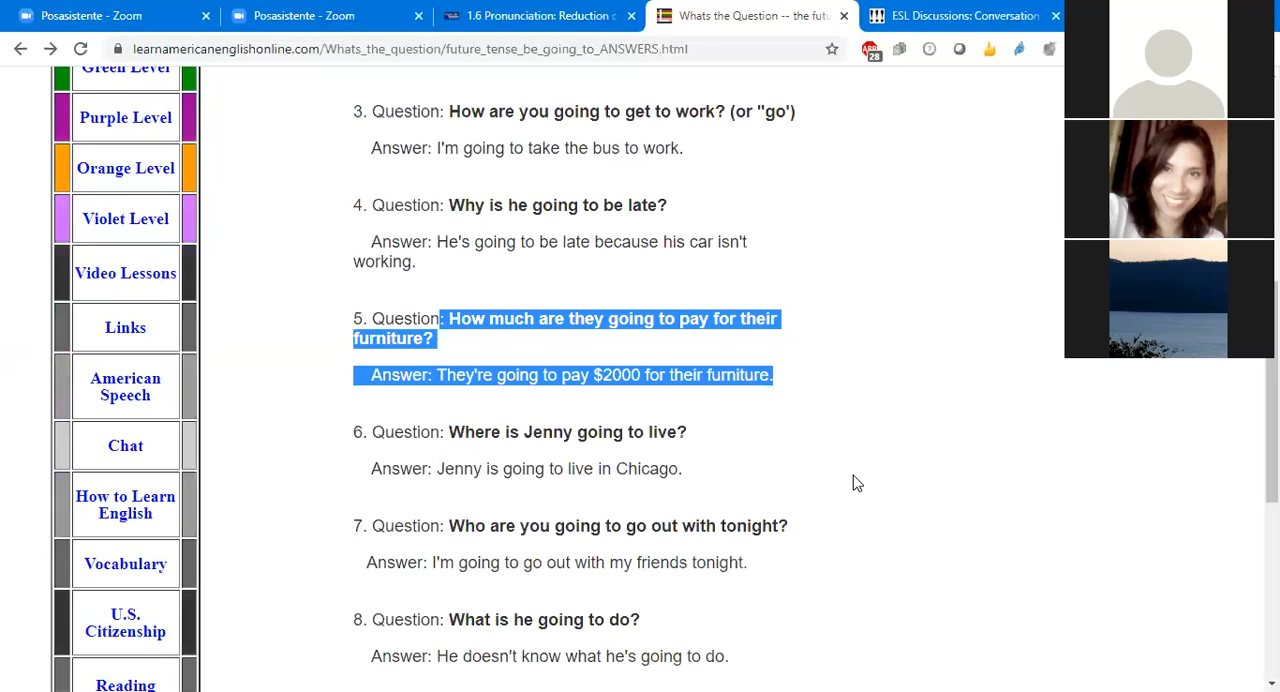 Posasistente - Zoom
Posasistente - Zoom
1.6 Pronunciation: Reduction o
Whats the Question -- the futu
ESL Discussions: Conversation
learnamericanenglishonline.com/Whats_the_question/future_tense_be_going_to_ANSWERS.html
ABP
28
Green Level
Purple Level
Orange Level
Violet Level
Video Lessons
Links
American
Speech
Chat
How to Learn
English
Vocabulary
U.S.
Citizenship
Reading
3. Question: How are you going to get to work? (or "go')
Answer: I'm going to take the bus to work.
4. Question: Why is he going to be late?
Answer: He's going to be late because his car isn't
working.
5. Question: How much are they going to pay for their
furniture?
Answer: They're going to pay $2000 for their furniture.
6. Question: Where is Jenny going to live?
Answer: Jenny is going to live in Chicago.
7. Question: Who are you going to go out with tonight?
Answer: I'm going to go out with my friends tonight.
8. Question: What is he going to do?
Answer: He doesn't know what he's going to do.